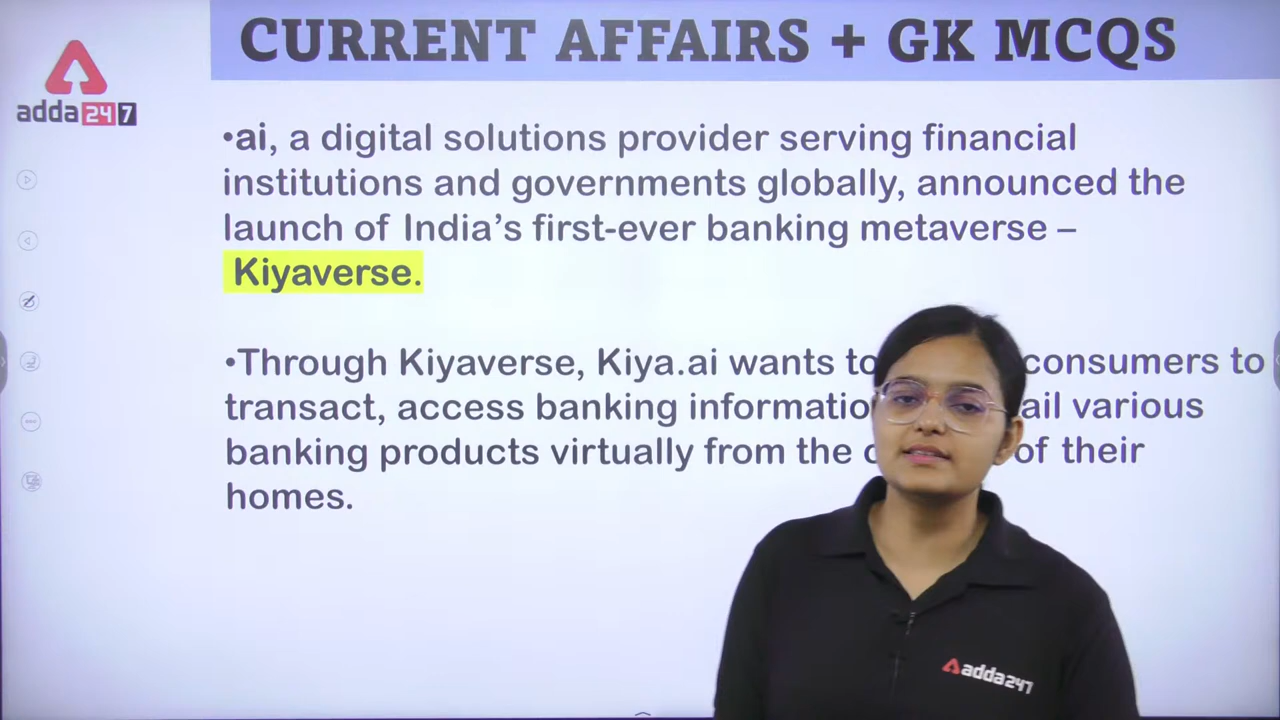 CURRENT AFFAIRS + GK MCQS
adda247
•ai, a digital solutions provider serving financial
institutions and governments globally, announced the
launch of India’s first-ever banking metaverse –
Kiyaverse.
•Through Kiyaverse, Kiya.ai wants to consumers to
transact, access banking various
banking products virtually from the of their
homes.
adda247